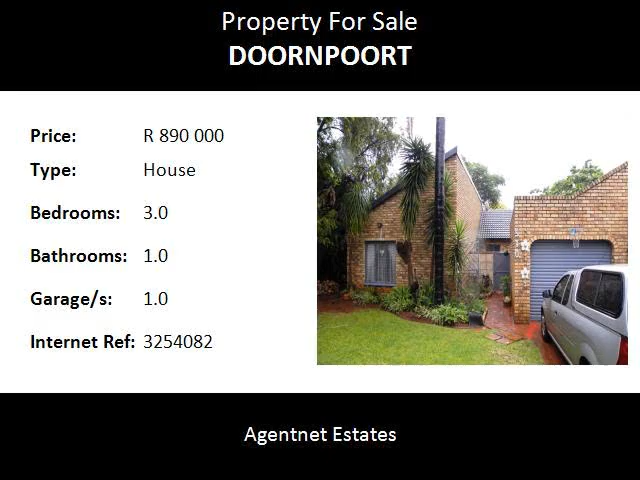 Property For Sale
DOORNPOORT
Price: R 890 000
Type: House
Bedrooms: 3.0
Bathrooms: 1.0
Garage/s: 1.0
Internet Ref: 3254082
Agentnet Estates